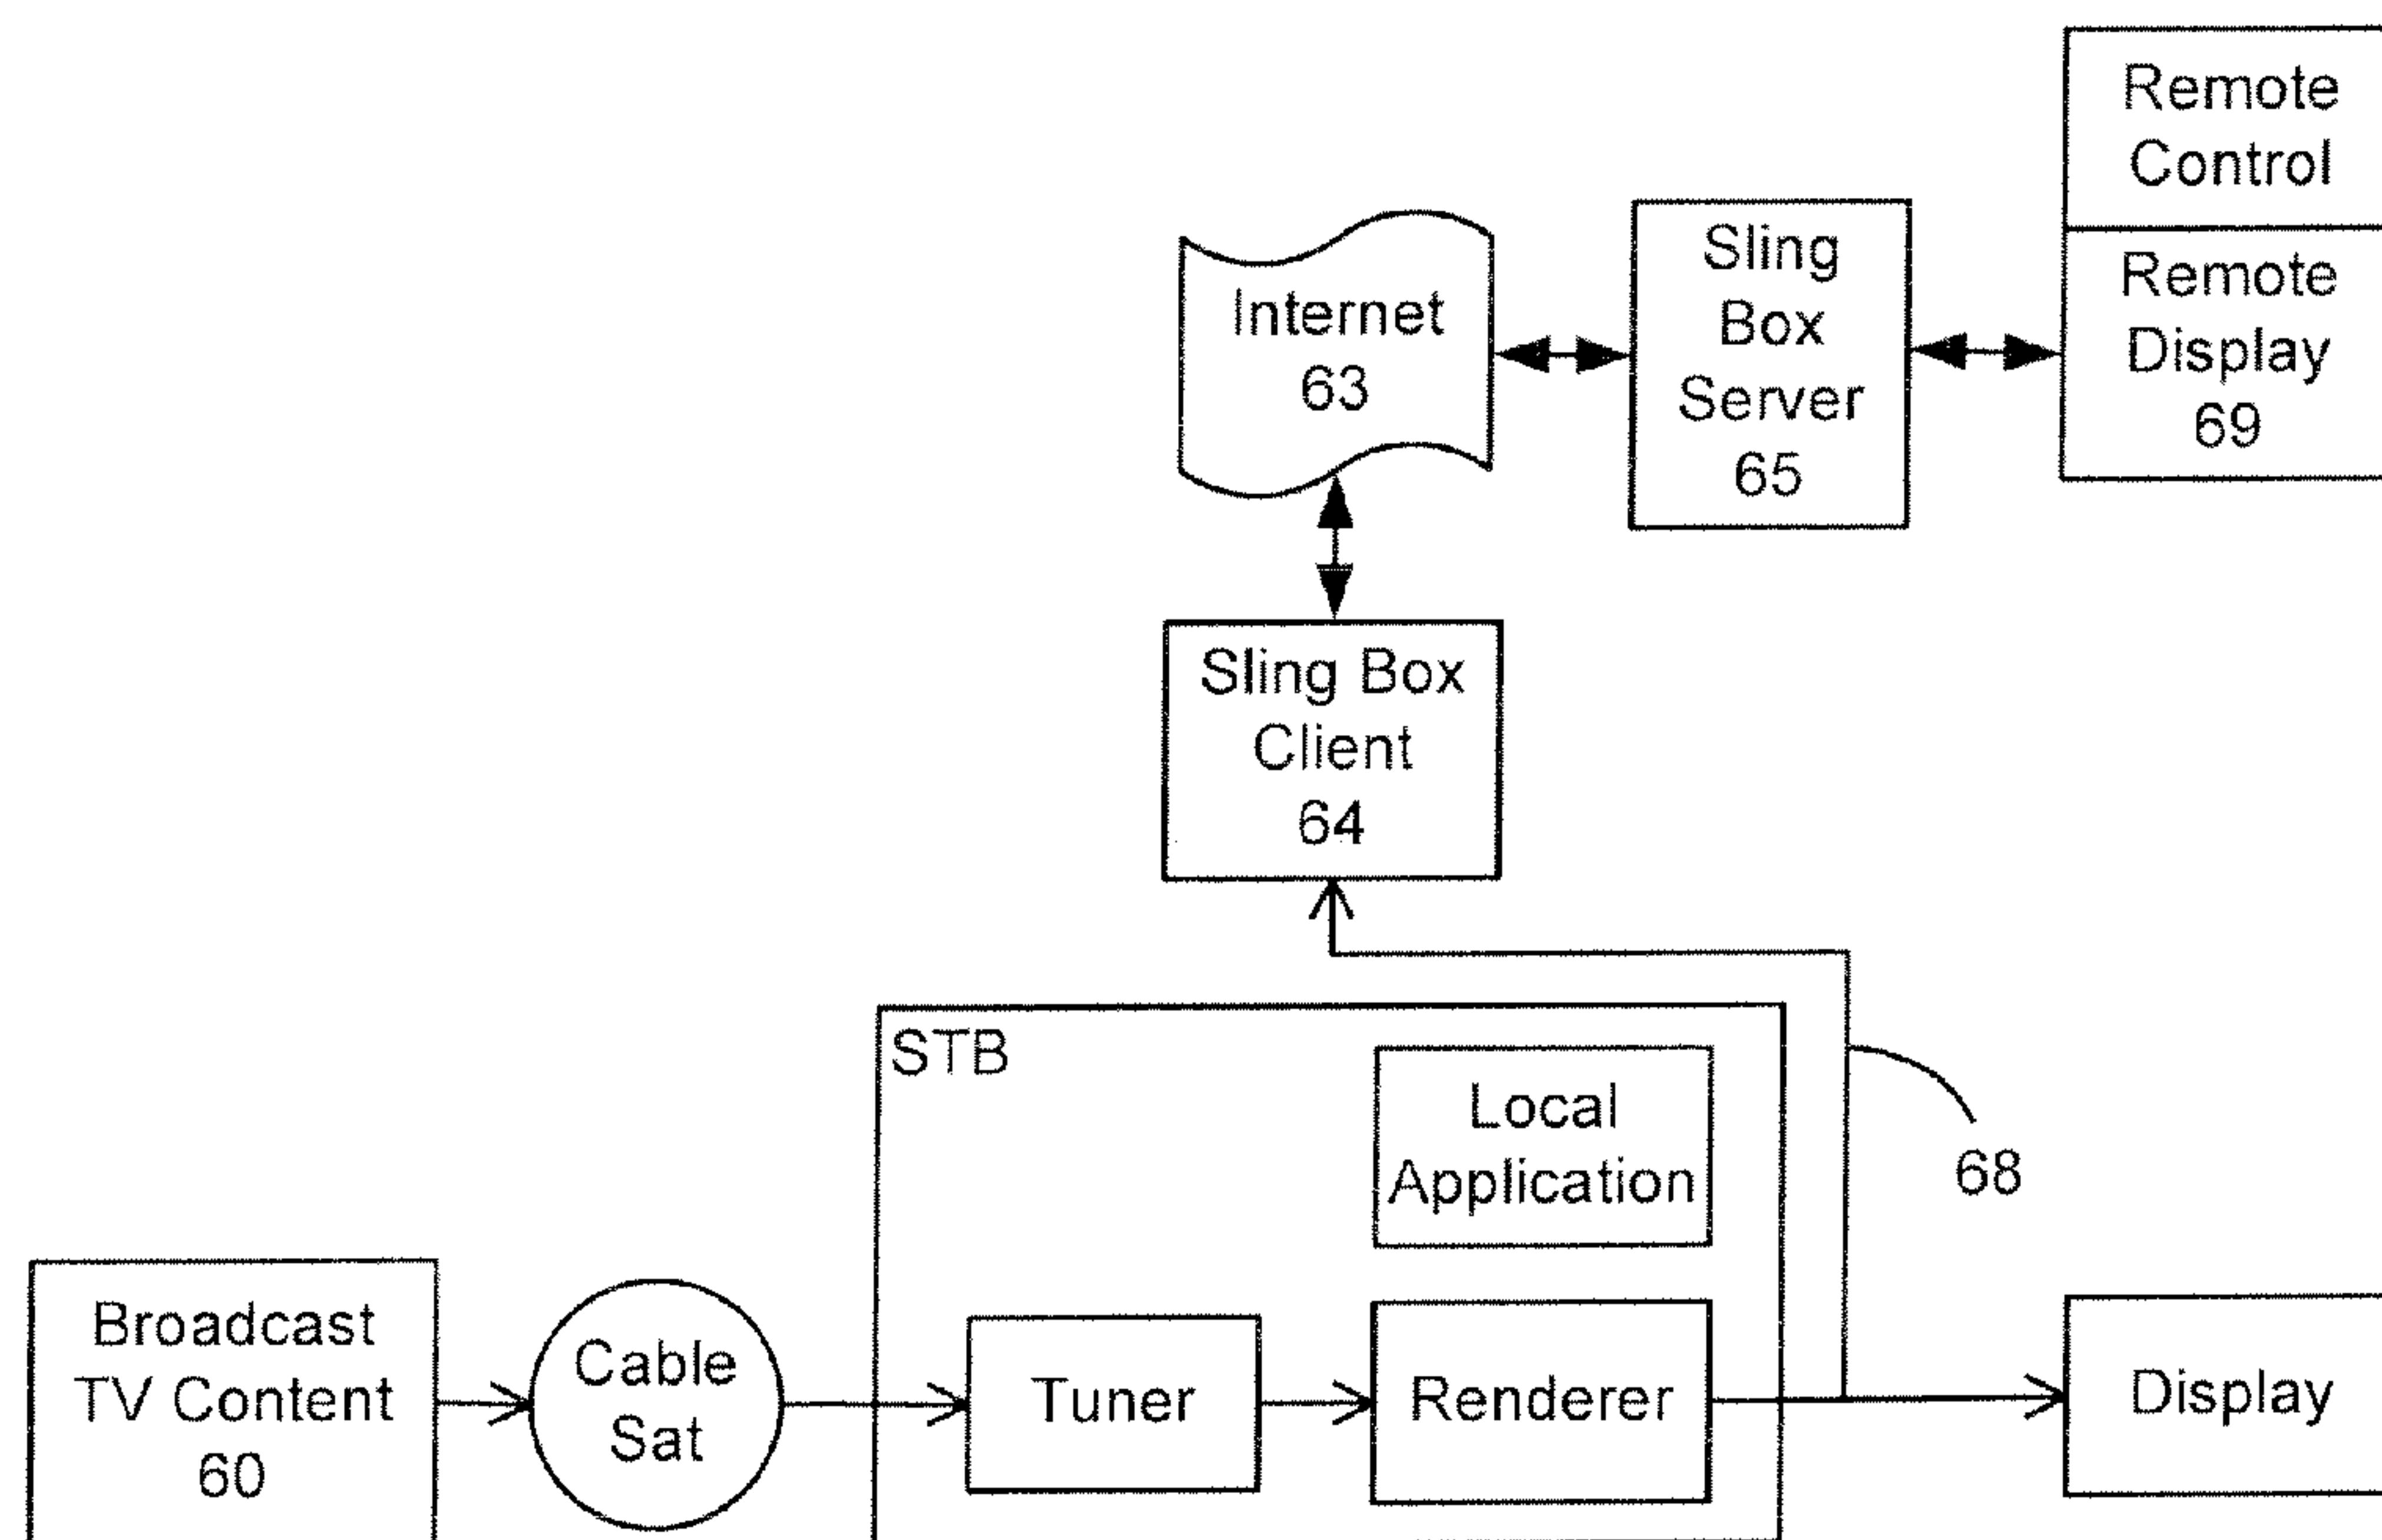 Remote
Control
Remote
Display
69
Sling
Box
Server
65
Internet
63
Sling Box
Client
64
STB
Local
Application
68
Broadcast
TV Content
60
Cable
Sat
Tuner
Renderer
Display